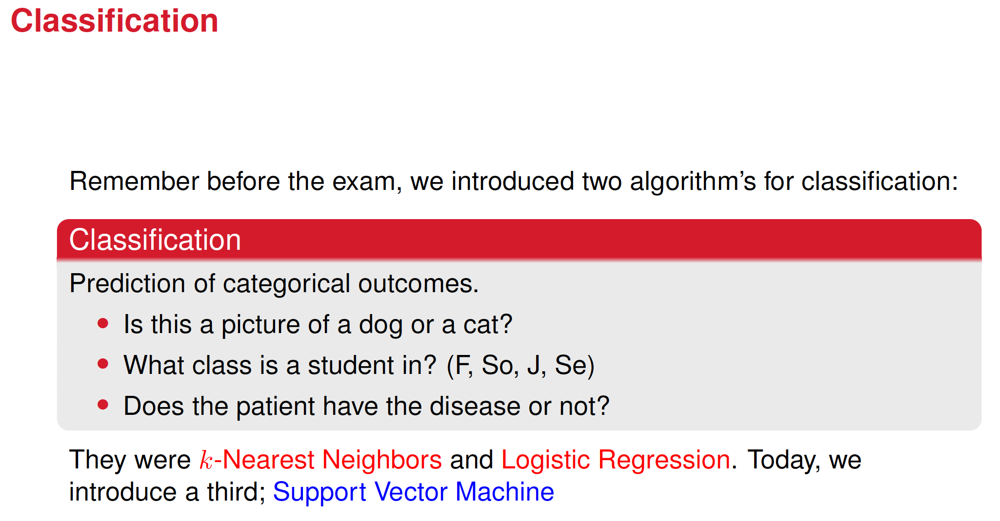 Classification
Remember before the exam, we introduced two algorithm’s for classification:
Classification
Prediction of categorical outcomes.
• Is this a picture of a dog or a cat?
• What class is a student in? (F, So, J, Se)
• Does the patient have the disease or not?
They were k-Nearest Neighbors and Logistic Regression. Today, we
introduce a third; Support Vector Machine